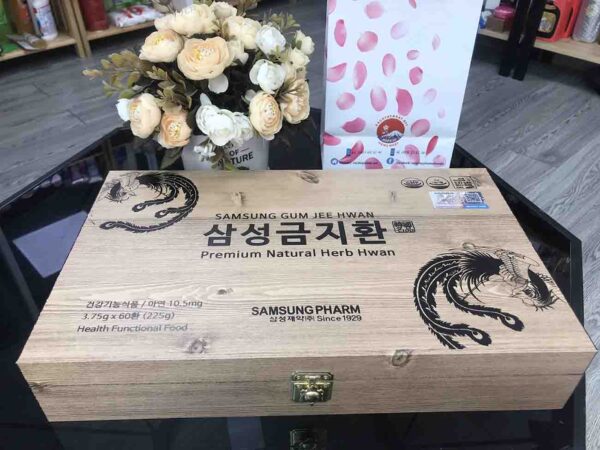 OF
NATURE
SAMSUNG GUM JEE HWAN
삼성금지환
Premium Natural Herb Hwan
건강기능식품 / 아연 10.5mg
3.75g x 60환 (225g)
Health Functional Food
SAMSUNG PHARM
삼성제약(주) Since 1929